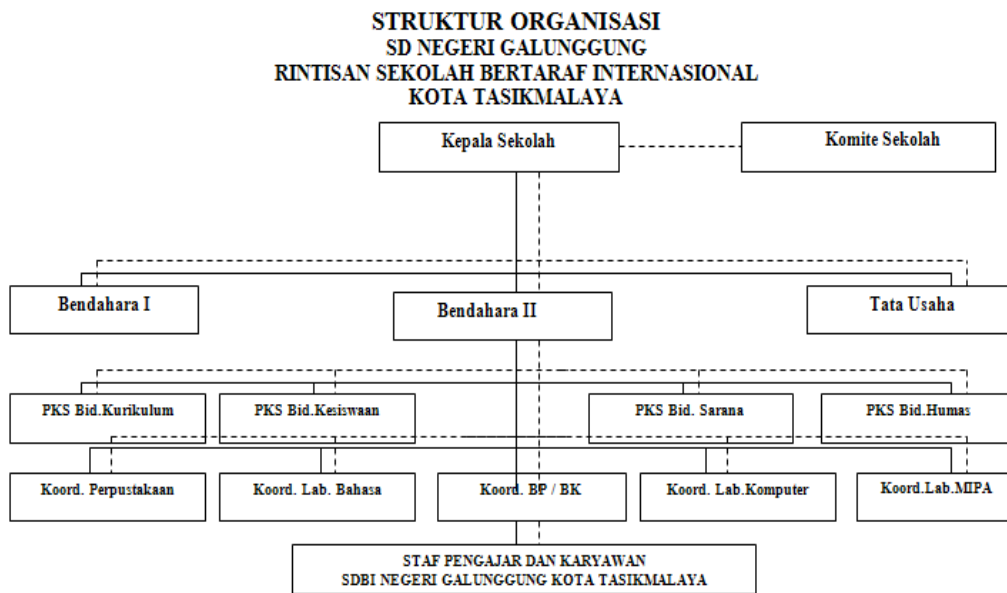 STRUKTUR ORGANISASI
SD NEGERI GALUNGGUNG
RINTISAN SEKOLAH BERTARAF INTERNASIONAL
KOTA TASIKMALAYA
Kepala Sekolah
Komite Sekolah
Bendahara I
Bendahara II
Tata Usaha
PKS Bid.Kurikulum
PKS Bid.Kesiswaan
PKS Bid. Sarana
PKS Bid.Humas
Koord. Perpustakaan
Koord. Lab. Bahasa
Koord. BP / BK
Koord. Lab.Komputer
Koord.Lab.MIPA
STAF PENGAJAR DAN KARYAWAN
SDBI NEGERI GALUNGGUNG KOTA TASIKMALAYA